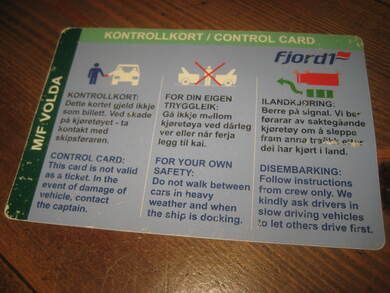 KONTROLLKORT / CONTROL CARD
fjord1
M/F VOLDA
KONTROLLKORT:
Dette kortet gjeld ikkje
som billett. Ved skade
på kjøretøyet - ta
kontakt med
skipsføraren.
CONTROL CARD:
This card is not valid
as a ticket. In the
event of damage of
vehicle, contact
the captain.
FOR DIN EIGEN
TRYGGLEIK:
Gå ikkje mellom
kjøretøya ved dårleg
ver eller når ferja
legg til kai.
FOR YOUR OWN
SAFETY:
Do not walk between
cars in heavy
weather and when
the ship is docking.
ILANDKJØRING:
Berre på signal. Vi ber
førarar av saktegåande
kjøretøy om å sleppe
fram anna trafikk etter
dei har kjørt i land.
DISEMBARKING:
Follow instructions
from crew only. We
kindly ask drivers in
slow driving vehicles
to let others drive first.